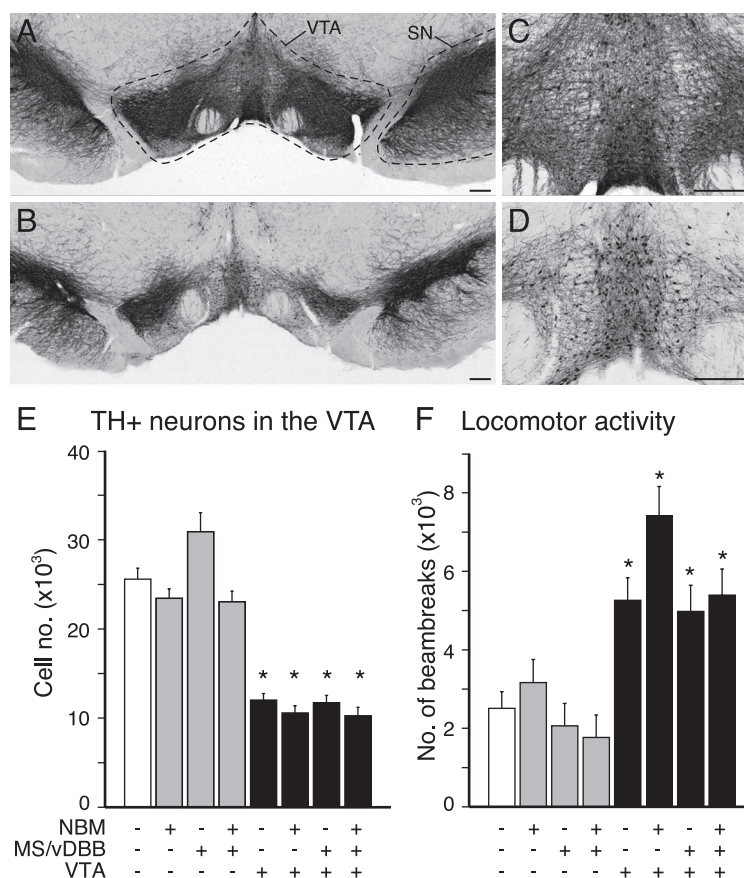 A
VTA
SN
C
B
D
E TH+ neurons in the VTA
F Locomotor activity
Cell no. (x10³)
40
30
20
10
0
* * * *
No. of beambreaks (x10³)
8
6
4
2
0
* * * *
NBM - + - + - + - +
MS/vDBB - - + + - - + +
VTA - - - - + + + +
- + - + - + - +
- - + + - - + +
- - - - + + + +